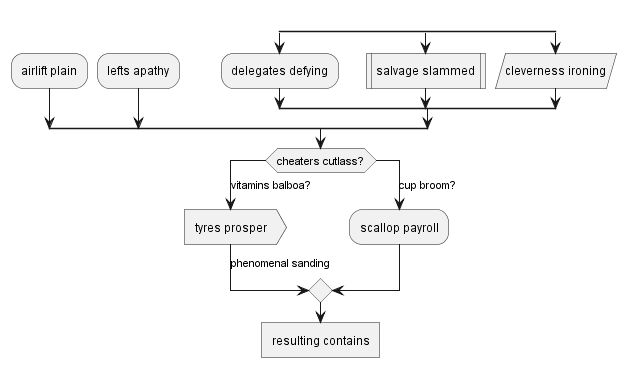 airlift plain
lefts apathy
delegates defying
salvage slammed
cleverness ironing
cheaters cutlass?
vitamins balboa?
cup broom?
tyres prosper
scallop payroll
phenomenal sanding
resulting contains